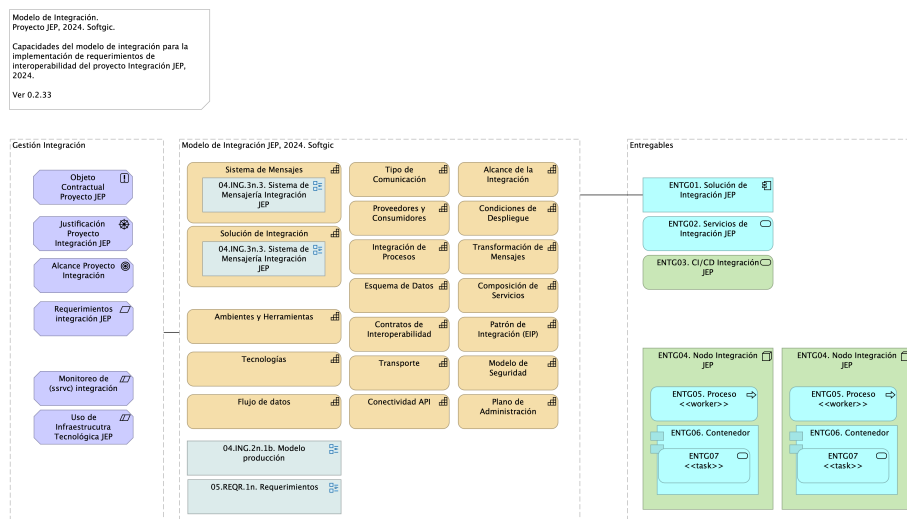 Modelo de Integración.
Proyecto JEP, 2024. Softgic.
Capacidades del modelo de integración para la
implementación de requerimientos de
interoperabilidad del proyecto Integración JEP,
2024.
Ver 0.2.33
Gestión Integración
Objeto
Contractual
Proyecto JEP
Justificación
Proyecto
Integración JEP
Alcance Proyecto
Integración
Requerimientos
integración JEP
Monitoreo de
(ssrvc) integración
Uso de
Infraestrucutra
Tecnológica JEP
Modelo de Integración JEP, 2024. Softgic
Sistema de Mensajes
04.ING.3n.3. Sistema de
Mensajería Integración
JEP
Solución de Integración
04.ING.3n.3. Sistema de
Mensajería Integración
JEP
Ambientes y Herramientas
Tecnologías
Flujo de datos
04.ING.2n.1b. Modelo
producción
05.REQR.1n. Requerimientos
Tipo de
Comunicación
Proveedores y
Consumidores
Integración de
Procesos
Esquema de Datos
Contratos de
Interoperabilidad
Transporte
Conectividad API
Alcance de la
Integración
Condiciones de
Despliegue
Transformación de
Mensajes
Composición de
Servicios
Patrón de
Integración (EIP)
Modelo de
Seguridad
Plano de
Administración
Entregables
ENTG01. Solución de
Integración JEP
ENTG02. Servicios de
Integración JEP
ENTG03. CI/CD Integración
JEP
ENTG04. Nodo Integración
JEP
ENTG05. Proceso
<<worker>>
ENTG06. Contenedor
ENTG07
<<task>>
ENTG04. Nodo Integración
JEP
ENTG05. Proceso
<<worker>>
ENTG06. Contenedor
ENTG07
<<task>>